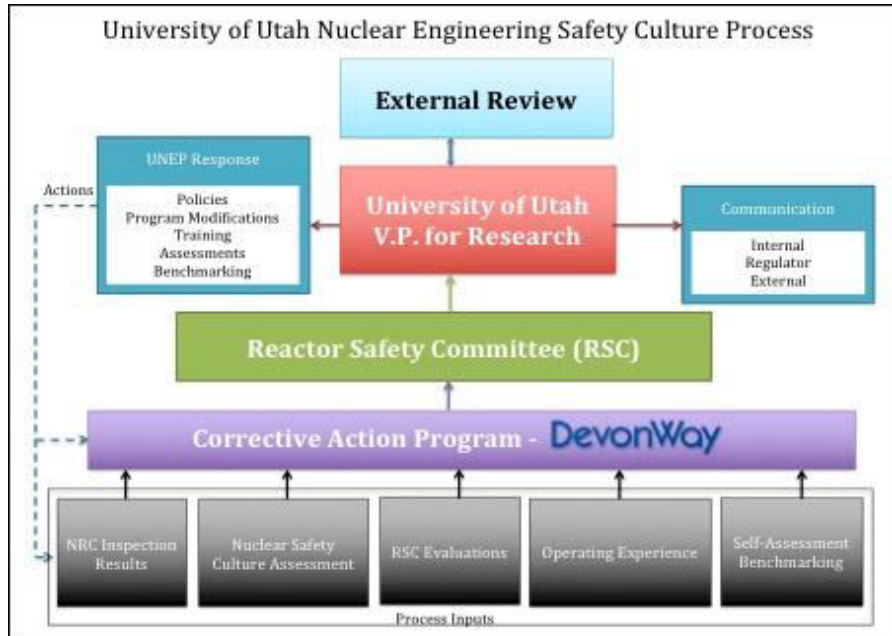 University of Utah Nuclear Engineering Safety Culture Process
External Review
UNEP Response
Actions
Policies
Program Modifications
Training
Assessments
Benchmarking
University of Utah
V.P. for Research
Communication
Internal
Regulator
External
Reactor Safety Committee (RSC)
Corrective Action Program - DevonWay
NRC Inspection
Results
Nuclear Safety
Culture Assessment
RSC Evaluations
Operating Experience
Self-Assessment
Benchmarking
Process Inputs